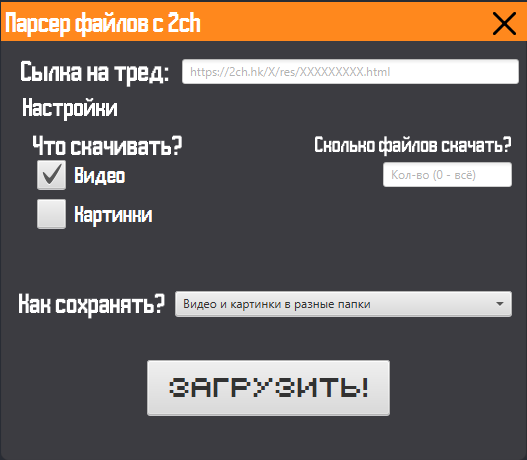 Парсер файлов с 2ch
Сылка на тред: https://2ch.hk/X/res/XXXXXXXXX.html
Настройки
Что скачивать?
Сколько файлов скачать?
Видео
Кол-во (0 - всё)
Картинки
Как сохранять? Видео и картинки в разные папки
ЗАГРУЗИТЬ!